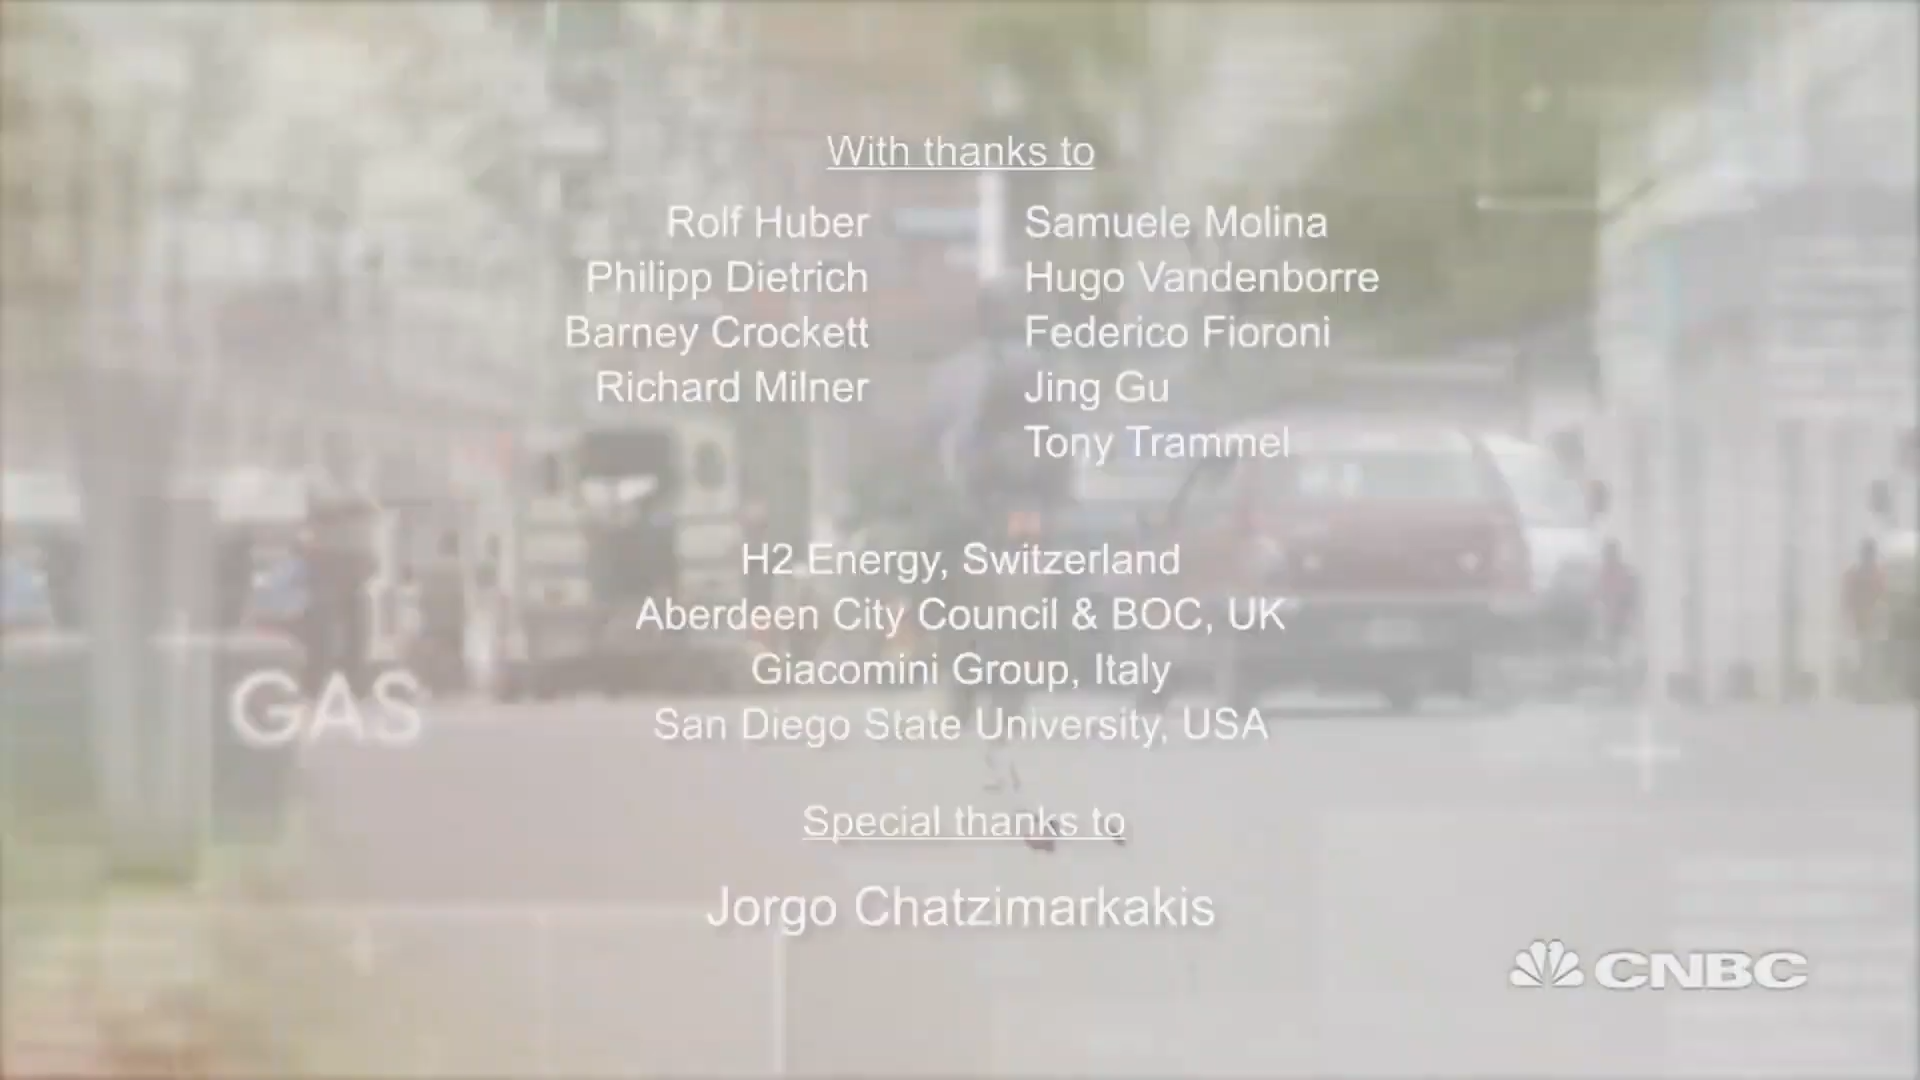 With thanks to
Rolf Huber
Philipp Dietrich
Barney Crockett
Richard Milner
Samuele Molina
Hugo Vandenborre
Federico Fioroni
Jing Gu
Tony Trammel
H2 Energy, Switzerland
Aberdeen City Council & BOC, UK
Giacomini Group, Italy
San Diego State University, USA
GAS
Special thanks to
Jorgo Chatzimarkakis
CNBC